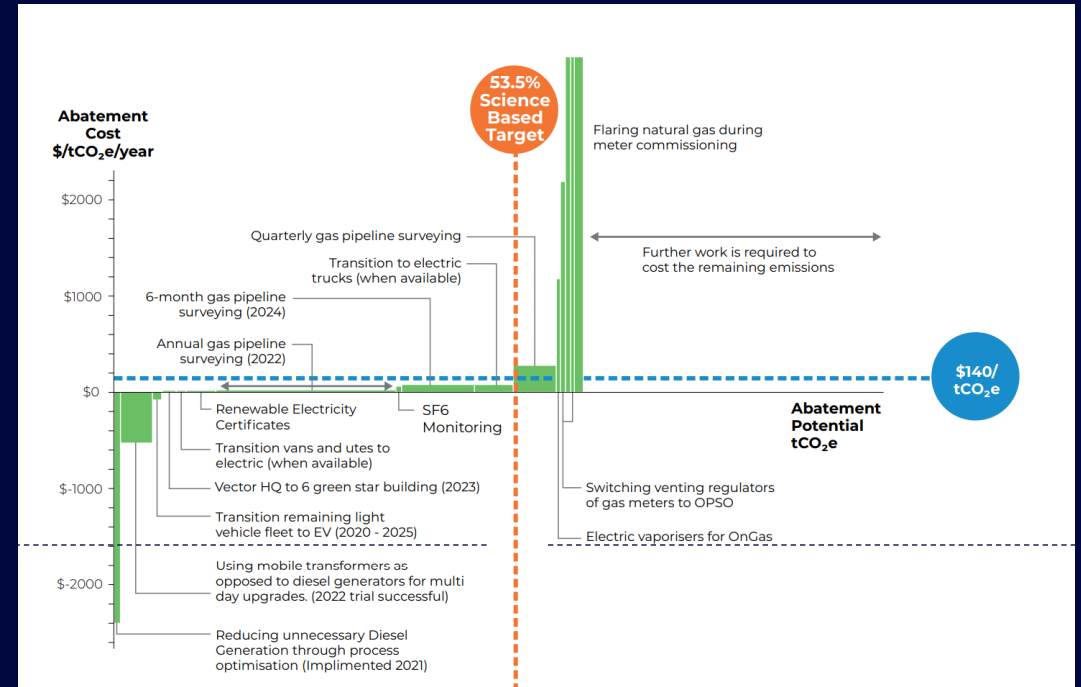 53.5%
Science
Based
Target
Abatement
Cost
$/tCO₂e/year
Flaring natural gas during
meter commissioning
$2000
Quarterly gas pipeline surveying
Transition to electric
trucks (when available)
Further work is required to
cost the remaining emissions
$1000
6-month gas pipeline
surveying (2024)
Annual gas pipeline
surveying (2022)
$140/
tCO₂e
$0
Renewable Electricity
Certificates
SF6
Monitoring
Abatement
Potential
tCO₂e
Transition vans and utes to
electric (when available)
$-1000
Vector HQ to 6 green star building (2023)
Switching venting regulators
of gas meters to OPSO
Transition remaining light
vehicle fleet to EV (2020 - 2025)
Electric vaporisers for OnGas
$-2000
Using mobile transformers as
opposed to diesel generators for multi
day upgrades. (2022 trial successful)
Reducing unnecessary Diesel
Generation through process
optimisation (Implimented 2021)